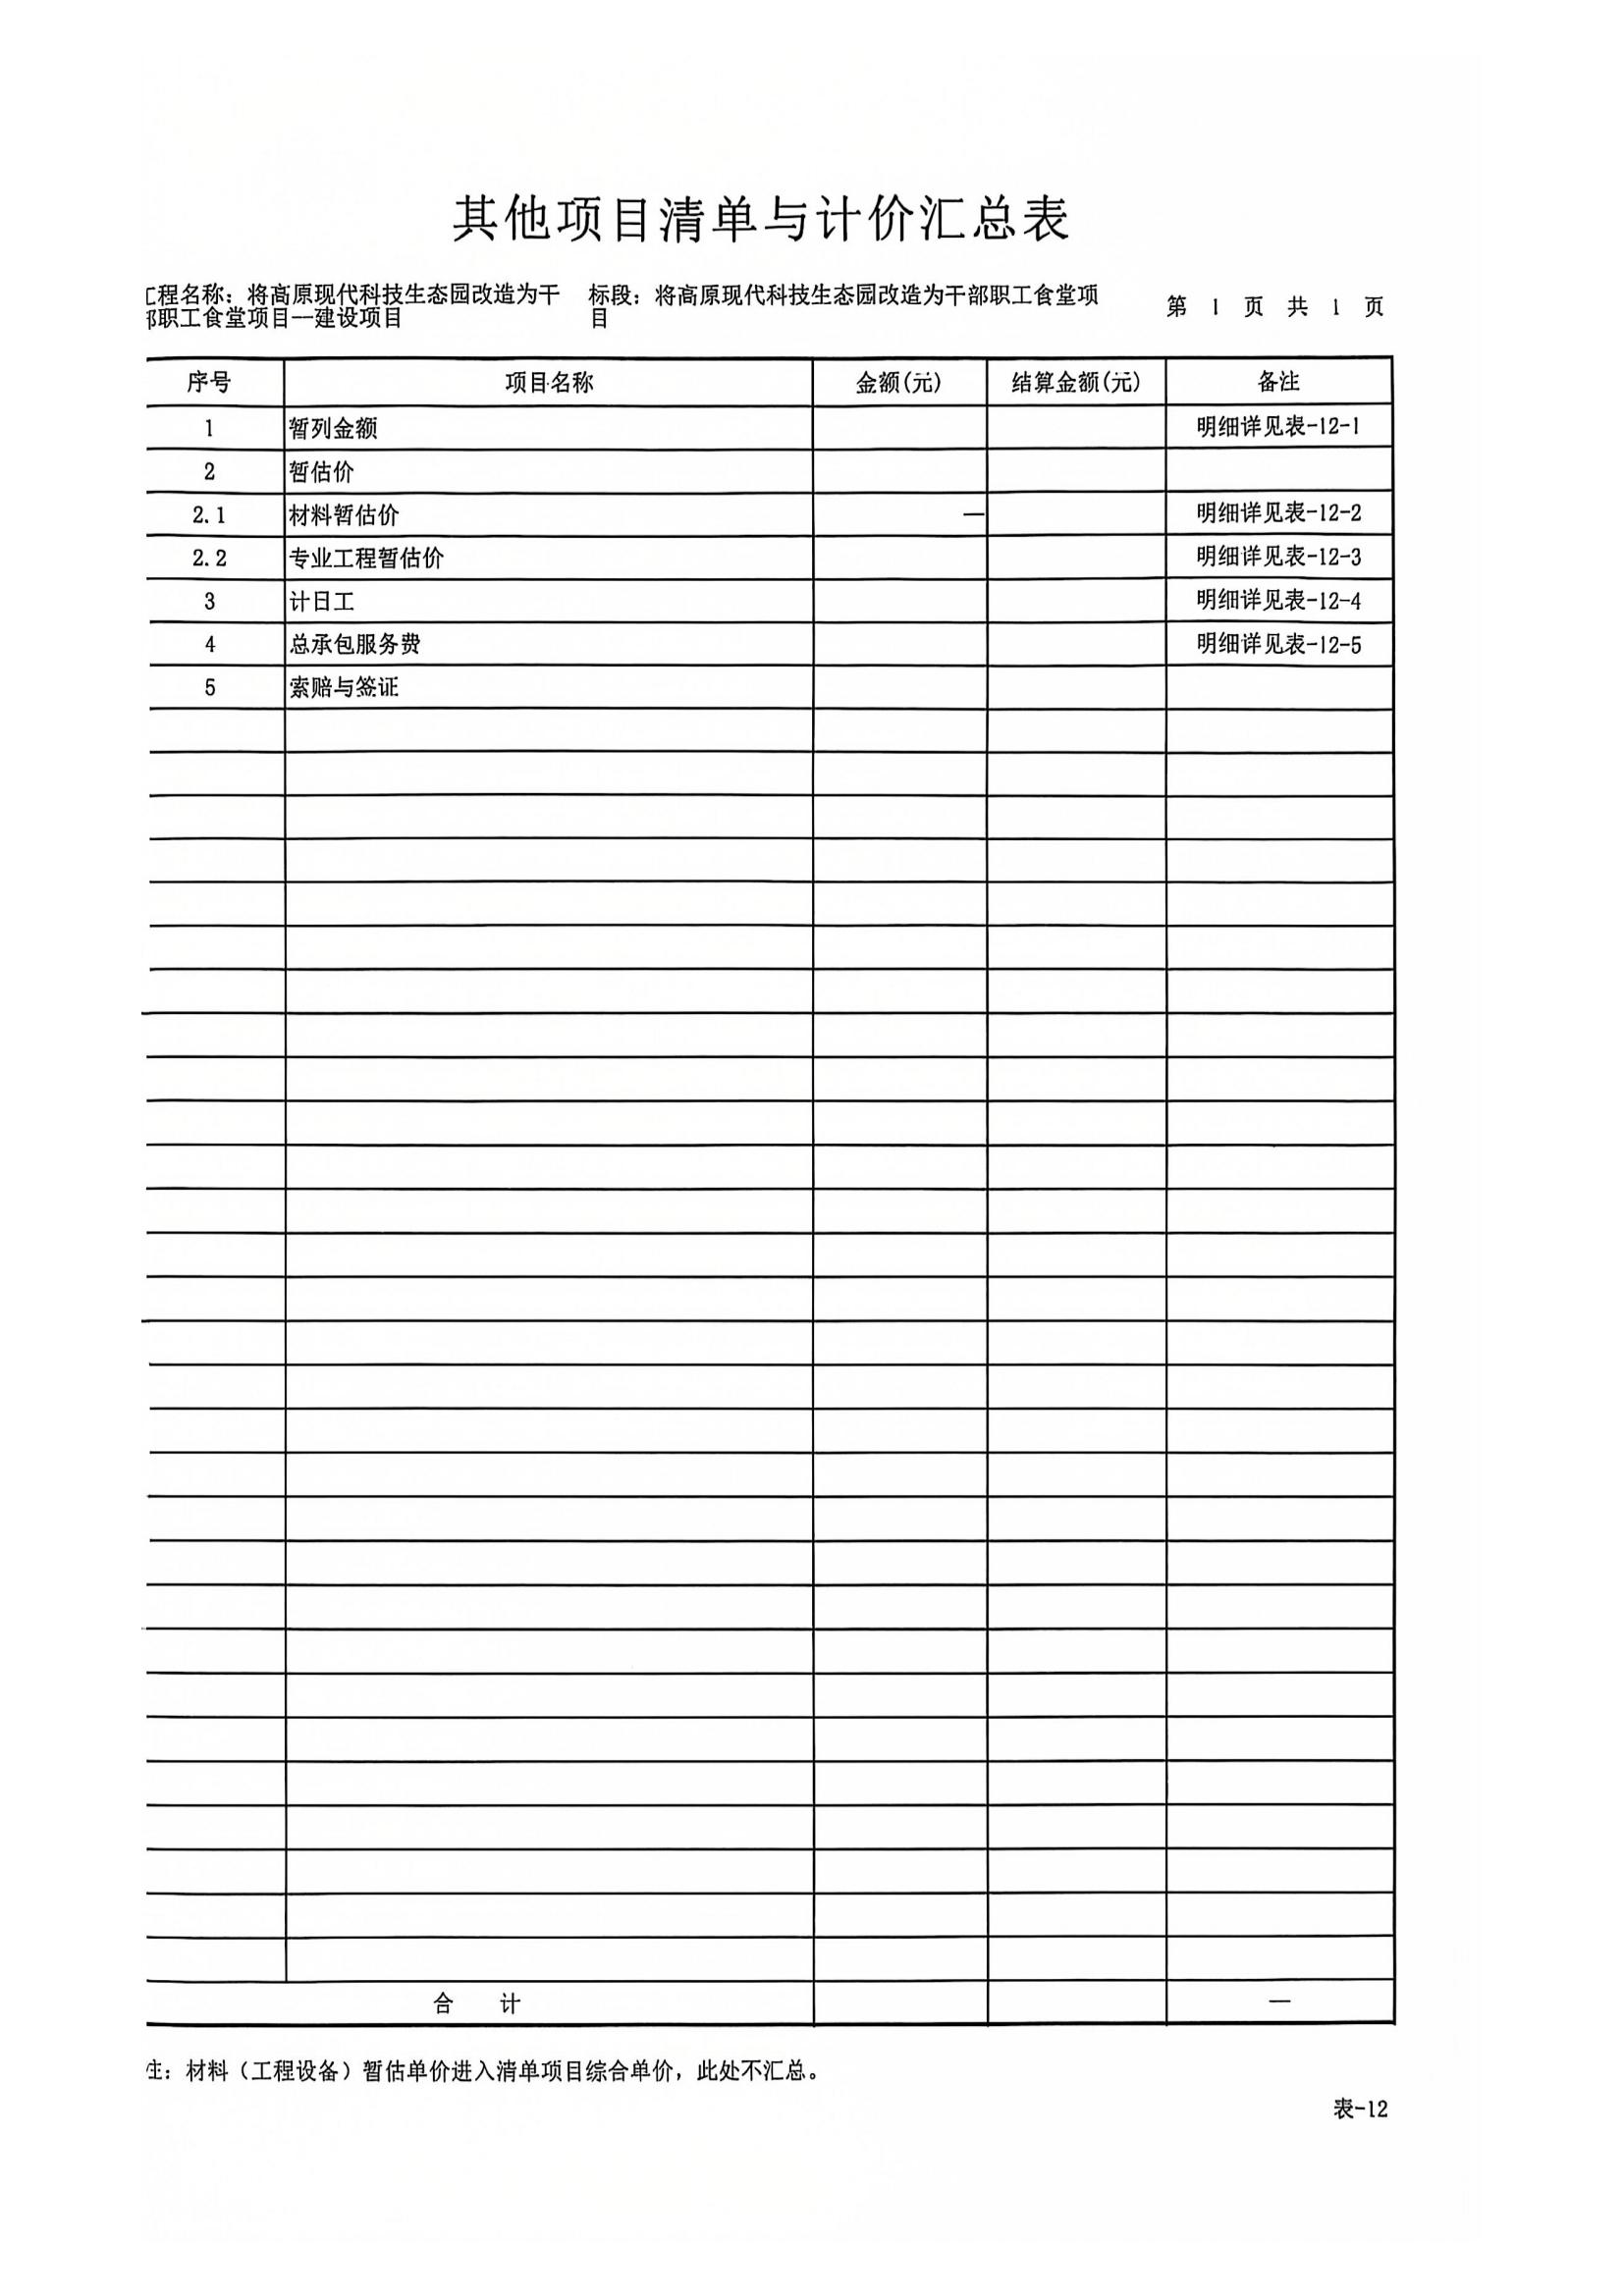 其他项目清单与计价汇总表
工程名称：将高原现代科技生态园改造为干
部职工食堂项目—建设项目
标段：将高原现代科技生态园改造为干部职工食堂项
目
第 1 页 共 1 页
序号 项目名称 金额(元) 结算金额(元) 备注
1 暂列金额 明细详见表-12-1
2 暂估价
2.1 材料暂估价 — 明细详见表-12-2
2.2 专业工程暂估价 明细详见表-12-3
3 计日工 明细详见表-12-4
4 总承包服务费 明细详见表-12-5
5 索赔与签证
合 计 —
注：材料（工程设备）暂估单价进入清单项目综合单价，此处不汇总。
表-12